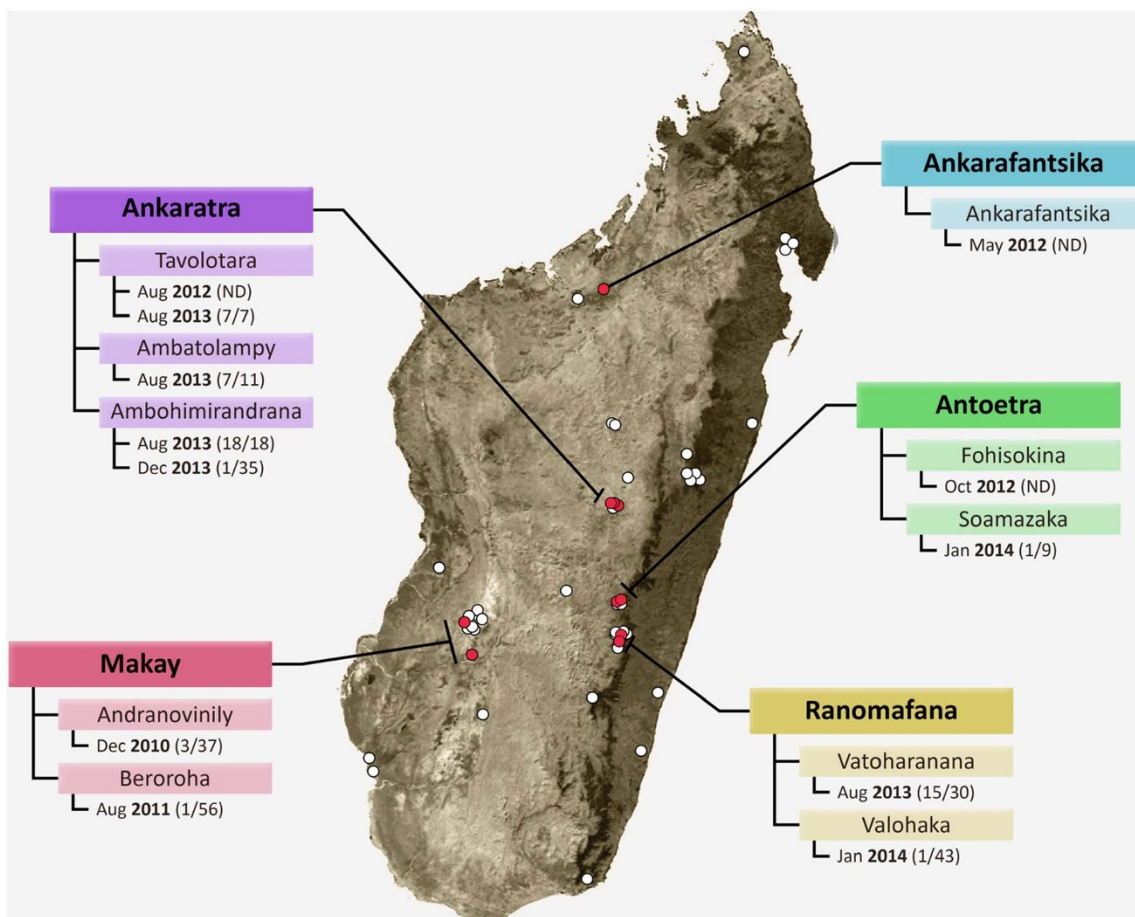 Ankaratra
Tavolotara
Aug 2012 (ND)
Aug 2013 (7/7)
Ambatolampy
Aug 2013 (7/11)
Ambohimirandrana
Aug 2013 (18/18)
Dec 2013 (1/35)
Makay
Andranovinily
Dec 2010 (3/37)
Beroroha
Aug 2011 (1/56)
Ankarafantsika
Ankarafantsika
May 2012 (ND)
Antoetra
Fohisokina
Oct 2012 (ND)
Soamazaka
Jan 2014 (1/9)
Ranomafana
Vatoharanana
Aug 2013 (15/30)
Valohaka
Jan 2014 (1/43)